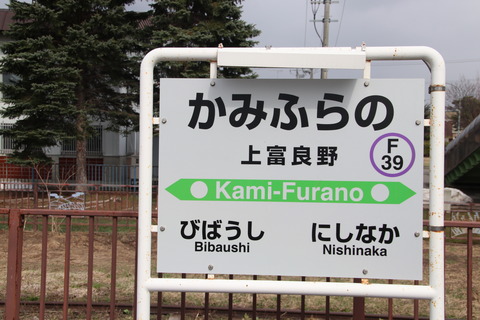 かみふらの
上富良野
F
39
Kami-Furano
びばうし
Bibaushi
にしなか
Nishinaka